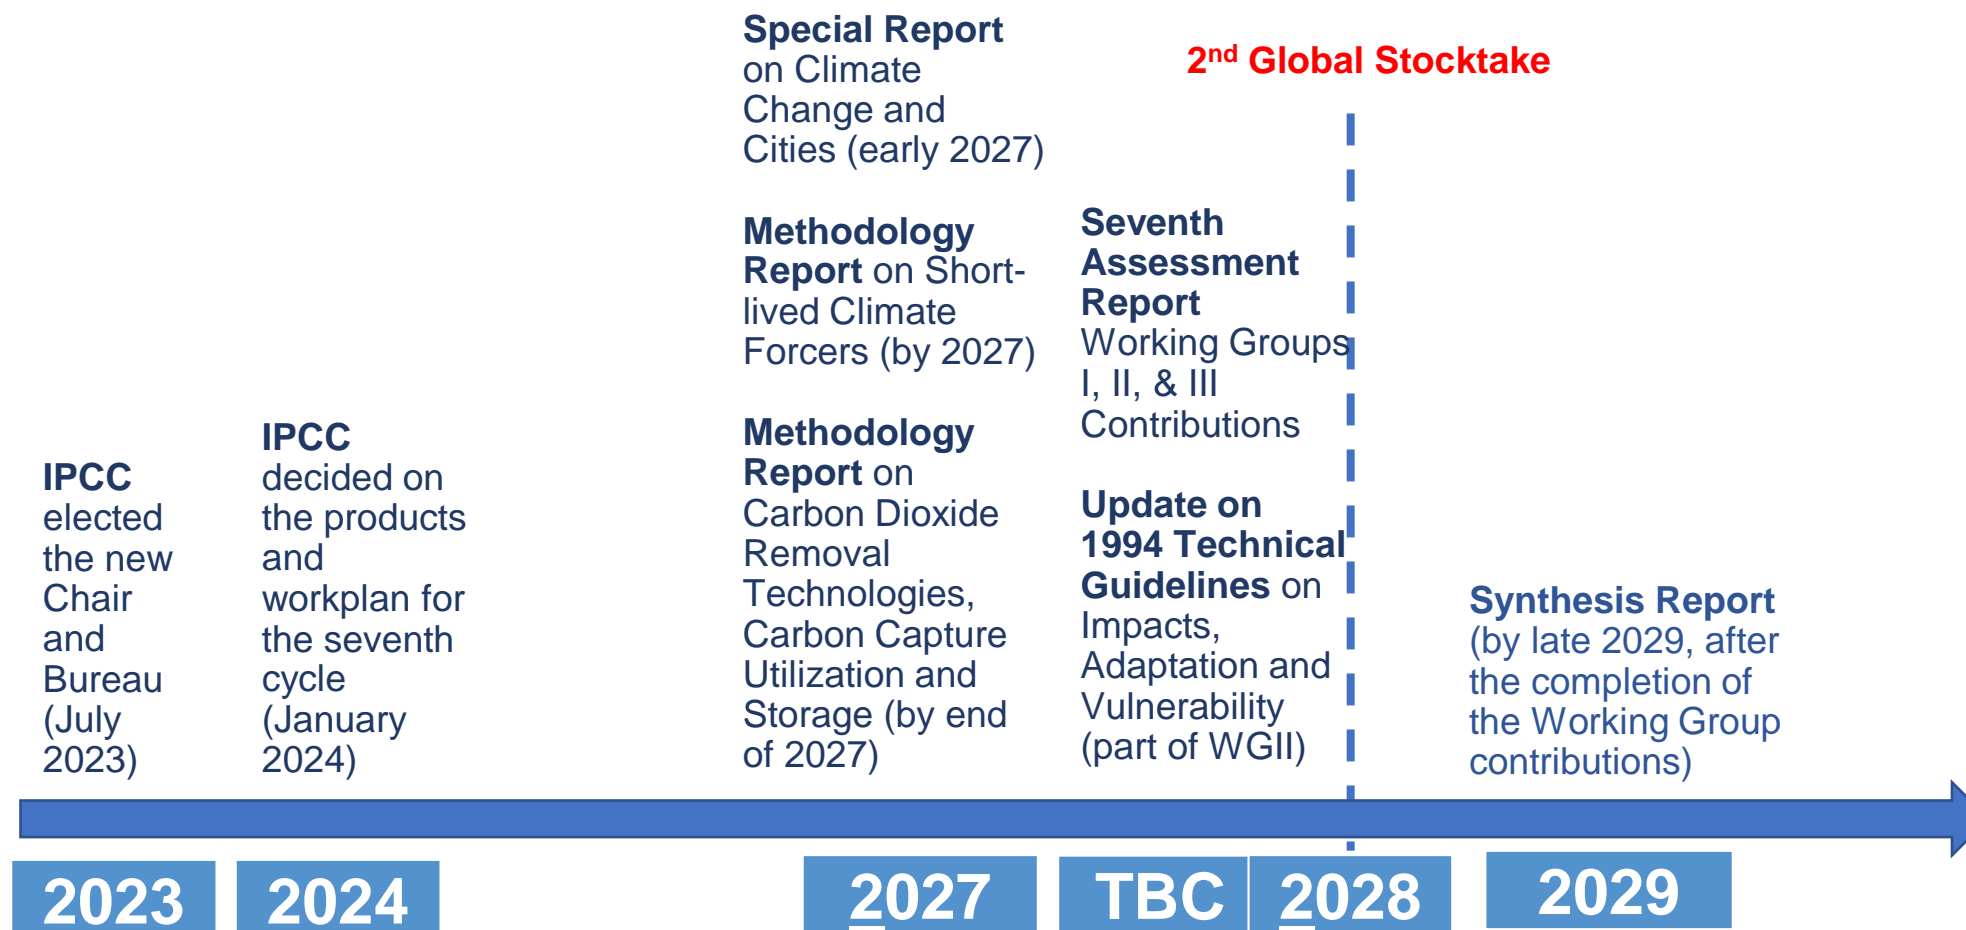 Special Report
on Climate
Change and
Cities (early 2027)
2nd Global Stocktake
Methodology
Report on Short-
lived Climate
Forcers (by 2027)
Seventh
Assessment
Report
Working Groups
I, II, & III
Contributions
IPCC
elected
the new
Chair
and
Bureau
(July
2023)
IPCC
decided on
the products
and
workplan for
the seventh
cycle
(January
2024)
Methodology
Report on
Carbon Dioxide
Removal
Technologies,
Carbon Capture
Utilization and
Storage (by end
of 2027)
Update on
1994 Technical
Guidelines on
Impacts,
Adaptation and
Vulnerability
(part of WGII)
Synthesis Report
(by late 2029, after
the completion of
the Working Group
contributions)
2023
2024
2027
TBC
2028
2029